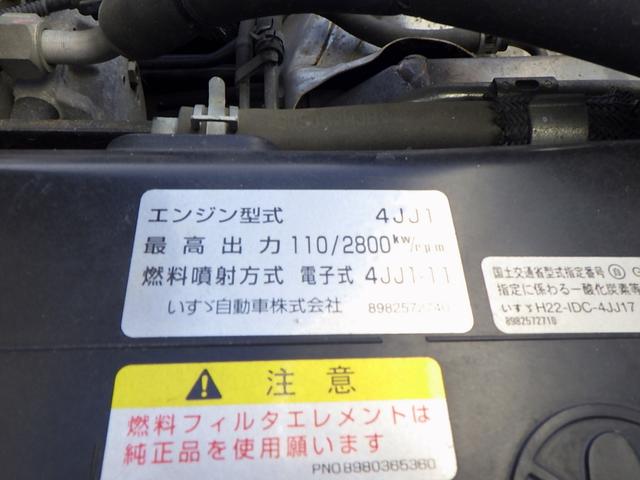 エンジン型式 4JJ1
最高出力 110/2800kw/rpm
燃料噴射方式 電子式 4JJ1-11
いすゞ自動車株式会社
国土交通省型式指定番号 Ⓑ
指定に係わる一酸化炭素等
いすゞH22-IDC-4JJ17
8982572710
⚠ 注意
燃料フィルタエレメントは
純正品を使用願います
PNO8980365360